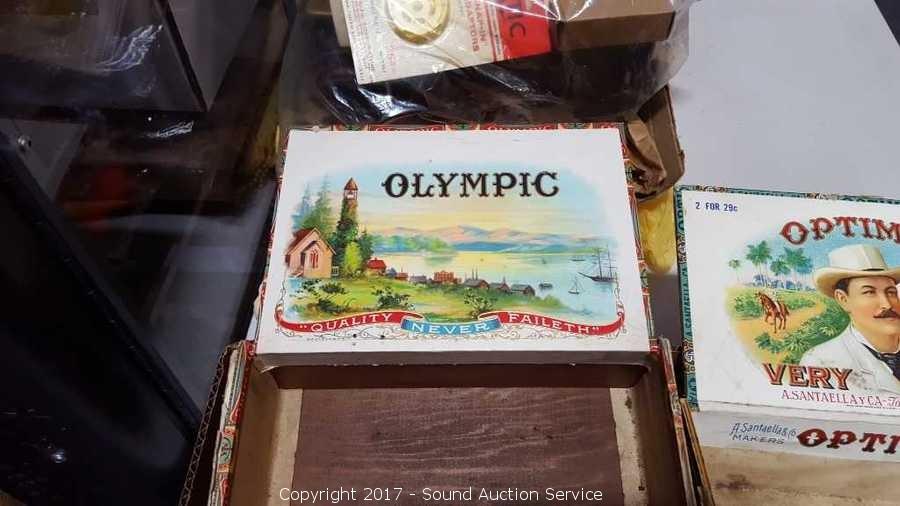 OLYMPIC
"QUALITY NEVER FAILETH"
2 FOR 29c
OPTIM
VERY
A. SANTAELLA Y CA-
A. Santaella & Co
MAKERS
OPTI
Copyright 2017 - Sound Auction Service